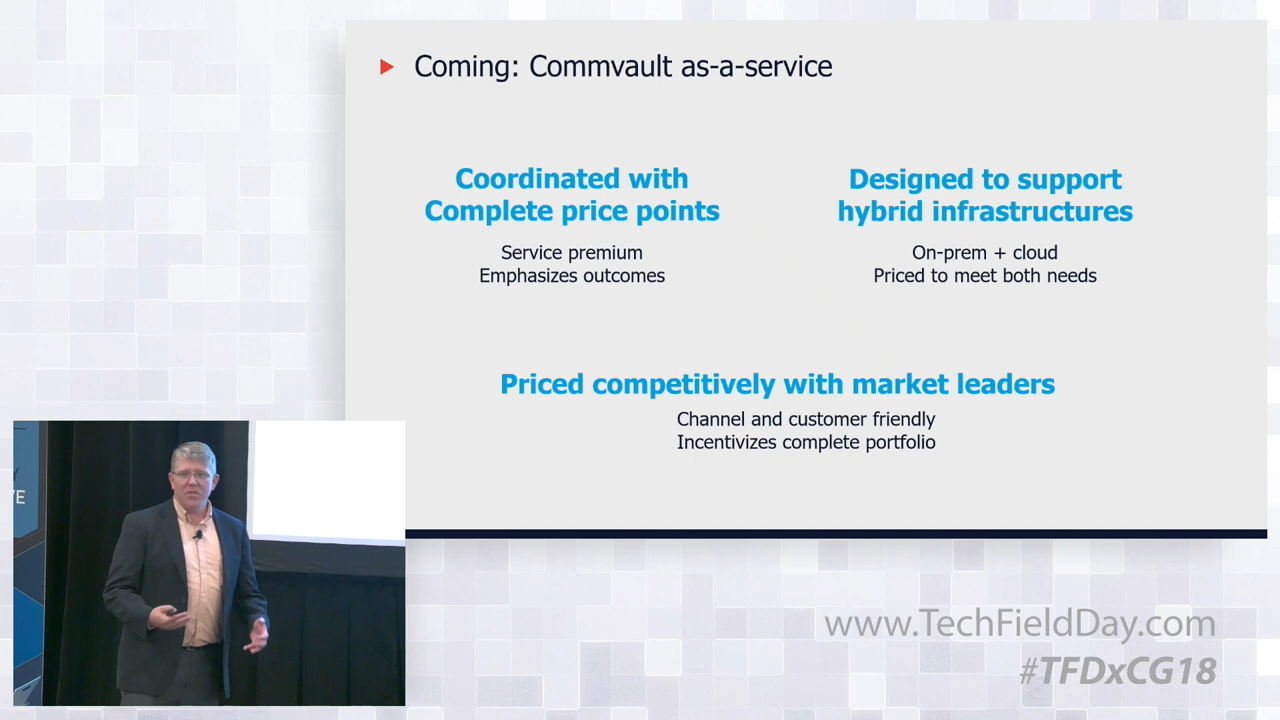 Coming: Commvault as-a-service
Coordinated with
Complete price points
Service premium
Emphasizes outcomes
Designed to support
hybrid infrastructures
On-prem + cloud
Priced to meet both needs
Priced competitively with market leaders
Channel and customer friendly
Incentivizes complete portfolio
www.TechFieldDay.com
#TFDxCG18